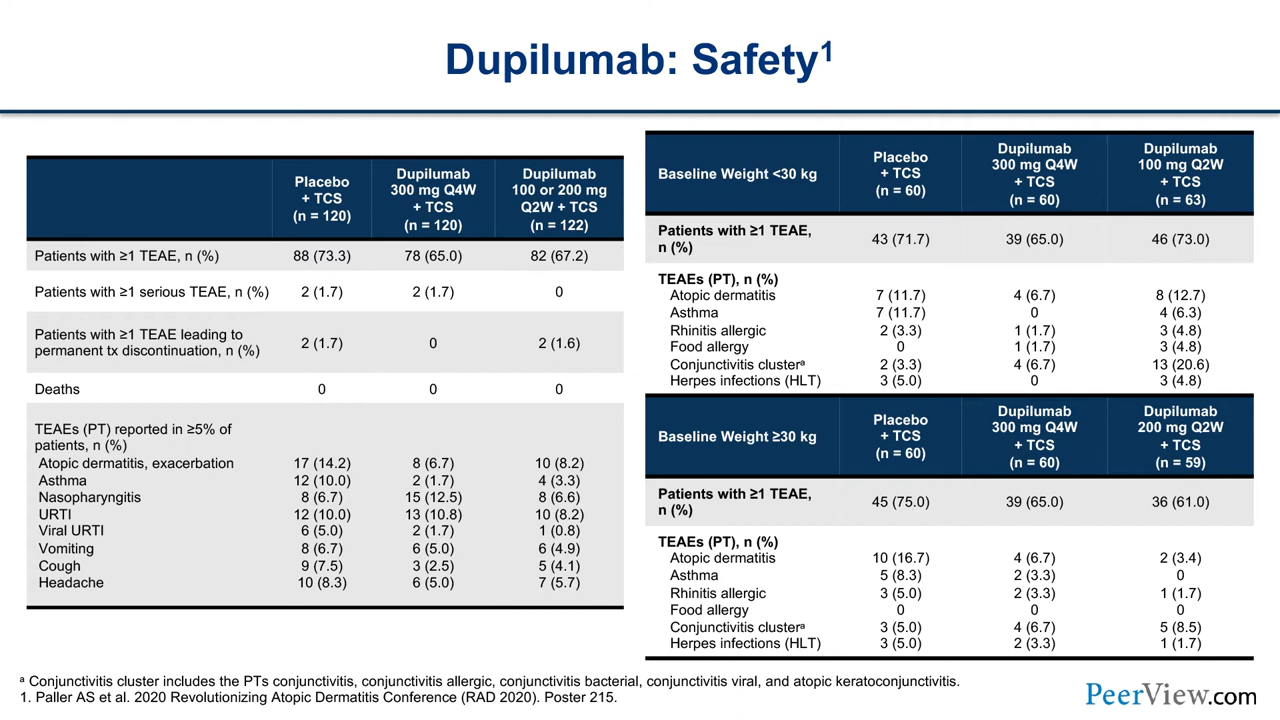 Dupilumab: Safety¹
Placebo + TCS (n = 120) Dupilumab 300 mg Q4W + TCS (n = 120) Dupilumab 100 or 200 mg Q2W + TCS (n = 122)
Patients with ≥1 TEAE, n (%) 88 (73.3) 78 (65.0) 82 (67.2)
Patients with ≥1 serious TEAE, n (%) 2 (1.7) 2 (1.7) 0
Patients with ≥1 TEAE leading to permanent tx discontinuation, n (%) 2 (1.7) 0 2 (1.6)
Deaths 0 0 0
TEAEs (PT) reported in ≥5% of patients, n (%)
Atopic dermatitis, exacerbation 17 (14.2) 8 (6.7) 10 (8.2)
Asthma 12 (10.0) 2 (1.7) 4 (3.3)
Nasopharyngitis 8 (6.7) 15 (12.5) 8 (6.6)
URTI 12 (10.0) 13 (10.8) 10 (8.2)
Viral URTI 6 (5.0) 2 (1.7) 1 (0.8)
Vomiting 8 (6.7) 6 (5.0) 6 (4.9)
Cough 9 (7.5) 3 (2.5) 5 (4.1)
Headache 10 (8.3) 6 (5.0) 7 (5.7)
Baseline Weight <30 kg Placebo + TCS (n = 60) Dupilumab 300 mg Q4W + TCS (n = 60) Dupilumab 100 mg Q2W + TCS (n = 63)
Patients with ≥1 TEAE, n (%) 43 (71.7) 39 (65.0) 46 (73.0)
TEAEs (PT), n (%)
Atopic dermatitis 7 (11.7) 4 (6.7) 8 (12.7)
Asthma 7 (11.7) 0 4 (6.3)
Rhinitis allergic 2 (3.3) 1 (1.7) 3 (4.8)
Food allergy 0 1 (1.7) 3 (4.8)
Conjunctivitis clusterᵃ 2 (3.3) 4 (6.7) 13 (20.6)
Herpes infections (HLT) 3 (5.0) 0 3 (4.8)
Baseline Weight ≥30 kg Placebo + TCS (n = 60) Dupilumab 300 mg Q4W + TCS (n = 60) Dupilumab 200 mg Q2W + TCS (n = 59)
Patients with ≥1 TEAE, n (%) 45 (75.0) 39 (65.0) 36 (61.0)
TEAEs (PT), n (%)
Atopic dermatitis 10 (16.7) 4 (6.7) 2 (3.4)
Asthma 5 (8.3) 2 (3.3) 0
Rhinitis allergic 3 (5.0) 2 (3.3) 1 (1.7)
Food allergy 0 0 0
Conjunctivitis clusterᵃ 3 (5.0) 4 (6.7) 5 (8.5)
Herpes infections (HLT) 3 (5.0) 2 (3.3) 1 (1.7)
ᵃ Conjunctivitis cluster includes the PTs conjunctivitis, conjunctivitis allergic, conjunctivitis bacterial, conjunctivitis viral, and atopic keratoconjunctivitis.
1. Paller AS et al. 2020 Revolutionizing Atopic Dermatitis Conference (RAD 2020). Poster 215.
PeerView.com